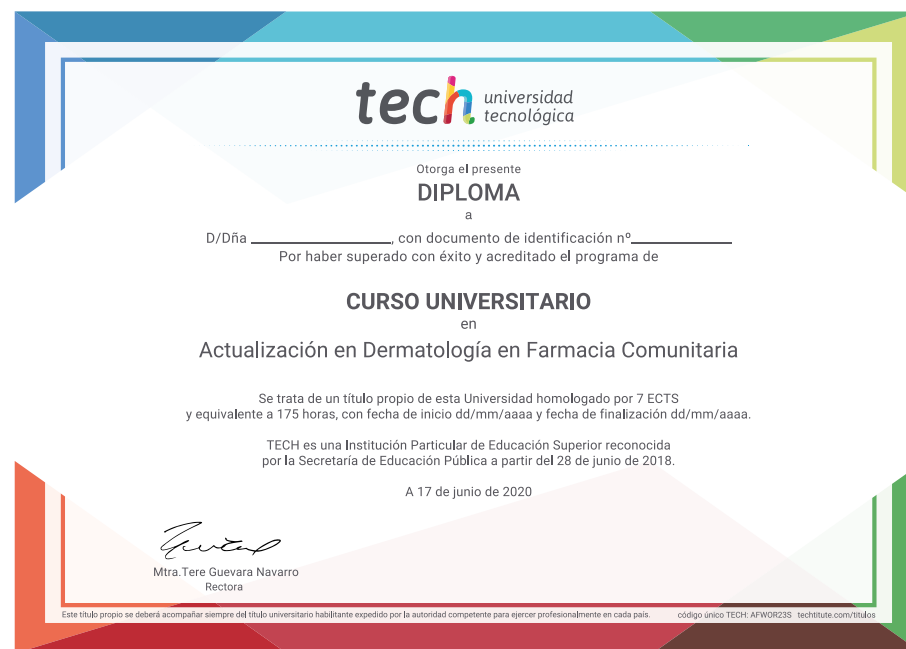 tech universidad
tecnológica
Otorga el presente
DIPLOMA
a
D/Dña ____________________, con documento de identificación nº______________
Por haber superado con éxito y acreditado el programa de
CURSO UNIVERSITARIO
en
Actualización en Dermatología en Farmacia Comunitaria
Se trata de un título propio de esta Universidad homologado por 7 ECTS
y equivalente a 175 horas, con fecha de inicio dd/mm/aaaa y fecha de finalización dd/mm/aaaa.
TECH es una Institución Particular de Educación Superior reconocida
por la Secretaría de Educación Pública a partir del 28 de junio de 2018.
A 17 de junio de 2020
Mtra.Tere Guevara Navarro
Rectora
Este título propio se deberá acompañar siempre del título universitario habilitante expedido por la autoridad competente para ejercer profesionalmente en cada país. código único TECH: AFWOR23S techtitute.com/titulos